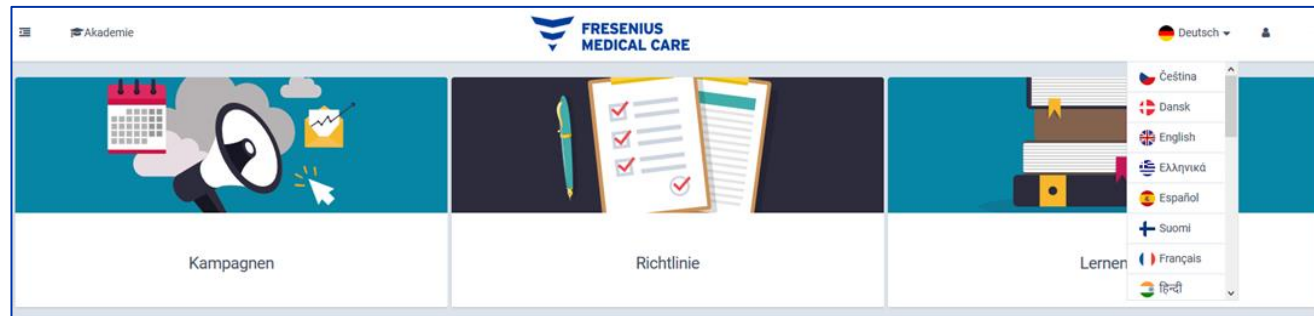 Akademie
FRESENIUS
MEDICAL CARE
Deutsch
Čeština
Dansk
English
Ελληνικά
Español
Suomi
Français
हिन्दी
Kampagnen
Richtlinie
Lernen